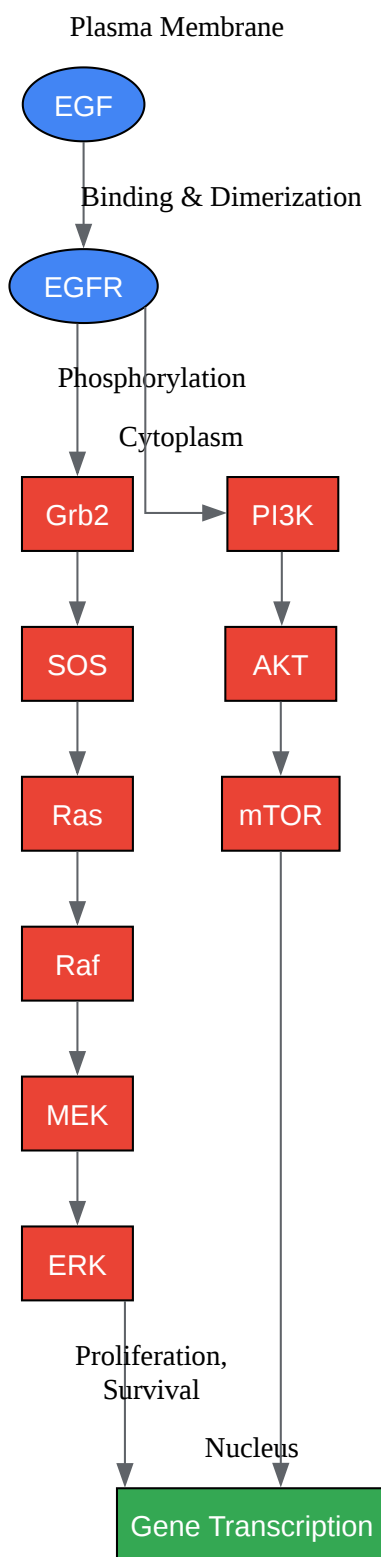 Plasma Membrane
EGF
Binding & Dimerization
EGFR
Phosphorylation
Cytoplasm
Grb2
PI3K
SOS
AKT
Ras
mTOR
Raf
MEK
ERK
Proliferation,
Survival
Nucleus
Gene Transcription